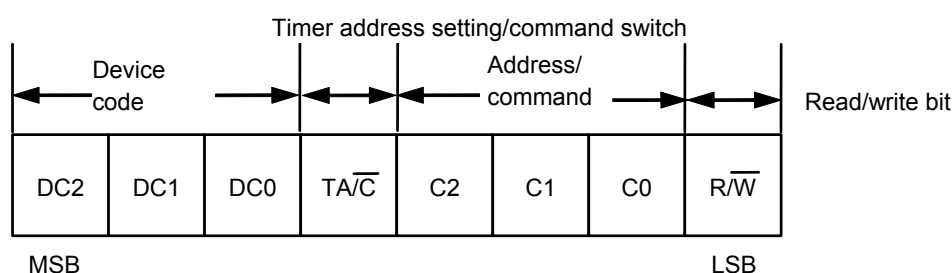 Timer address setting/command switch
Device
code
Address/
command
Read/write bit
DC2 DC1 DC0 TA/C̅ C2 C1 C0 R/W̅
MSB LSB